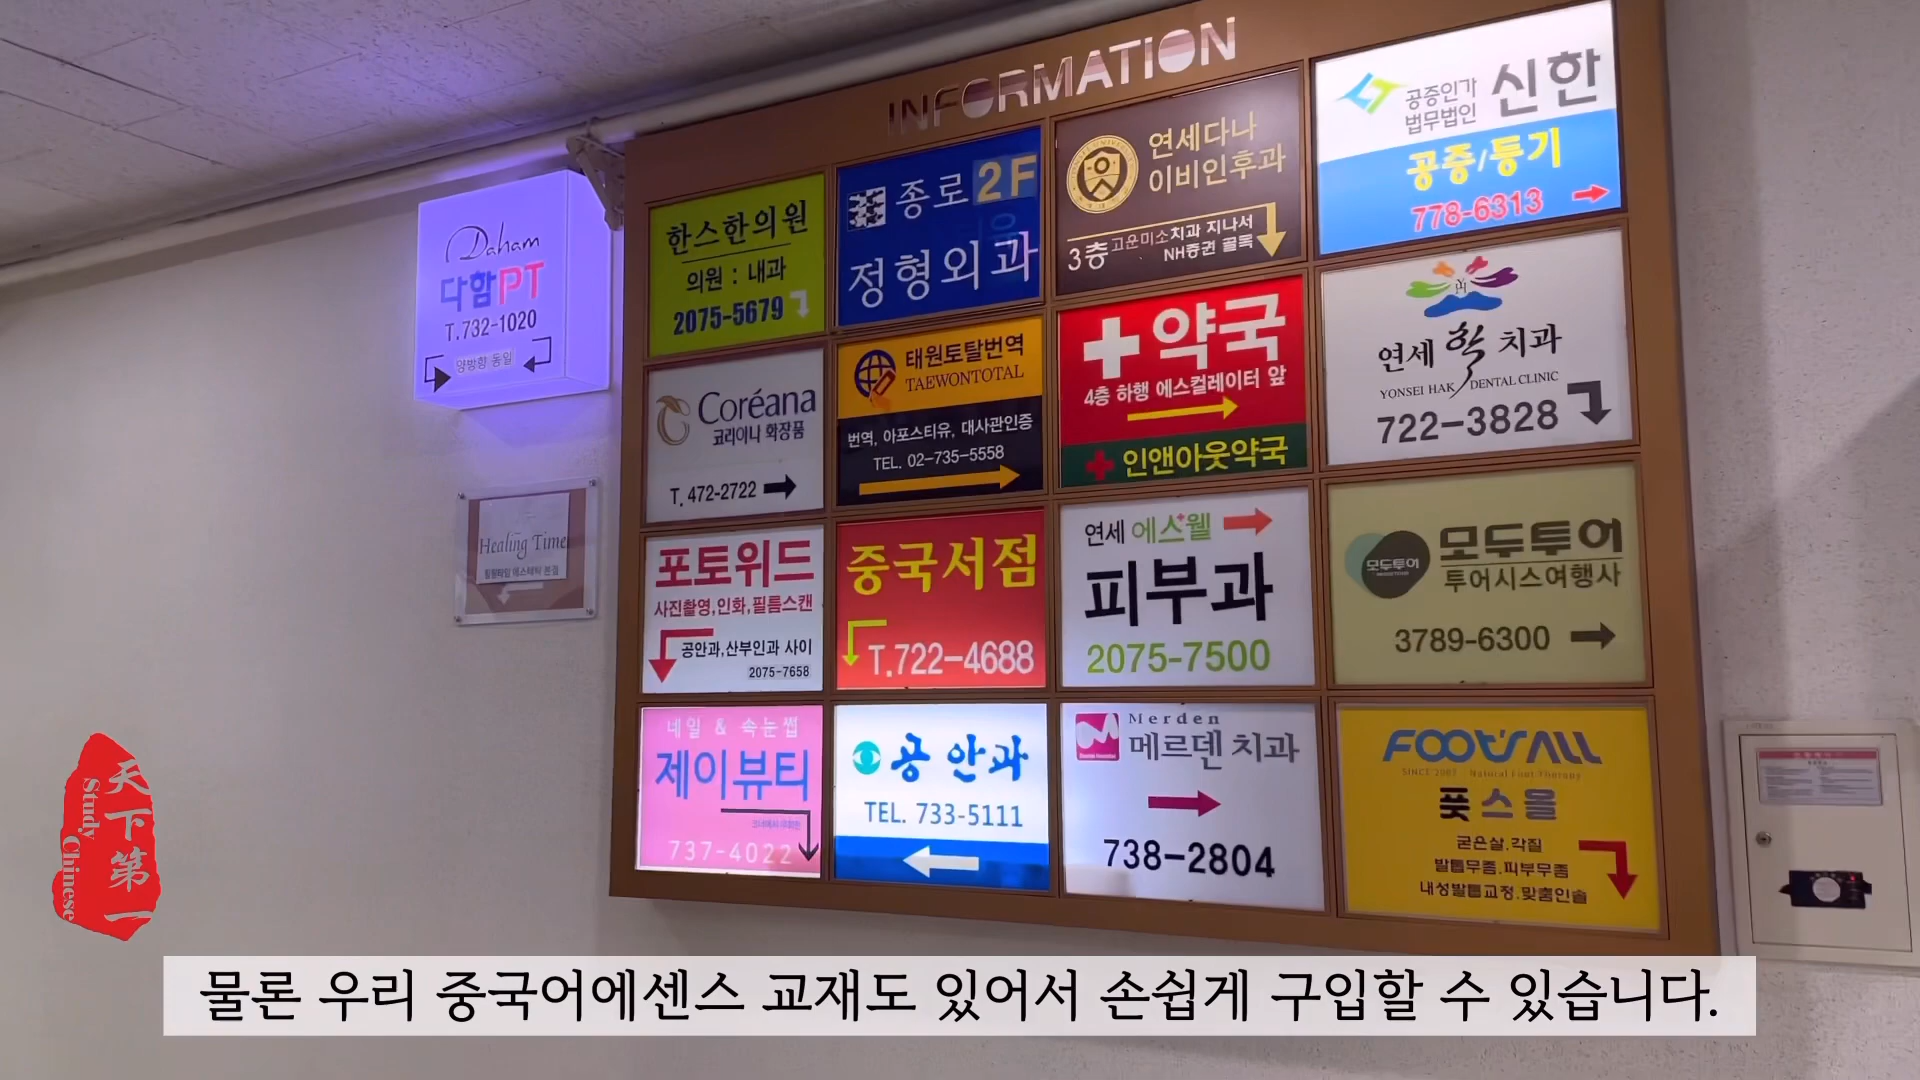 INFORMATION
Daham
다함PT
T.732-1020
양방향 동일
Healing Time
한스한의원
의원 : 내과
2075-5679
종로 2F
정형외과
연세다나
이비인후과
3층 고운미소치과 지나서
NH증권 골목
공증인가
법무법인
신한
공증/등기
778-6313
Coréana
코리아나 화장품
T. 472-2722
태원토탈번역
TAEWONTOTAL
번역, 아포스티유, 대사관인증
TEL. 02-735-5558
약국
4층 하행 에스컬레이터 앞
인앤아웃약국
연세 학 치과
YONSEI HAK DENTAL CLINIC
722-3828
포토위드
사진촬영,인화,필름스캔
공안과,산부인과 사이
2075-7658
중국서점
T.722-4688
연세 에스웰
피부과
2075-7500
모두투어
모두투어
투어시스여행사
3789-6300
네일 & 속눈썹
제이뷰티
737-4022
공안과
TEL. 733-5111
Merden
메르덴 치과
738-2804
FOOT'S ALL
SINCE 2007 Natural Foot Therapy
풋스올
굳은살.각질
발톱무좀.피부무좀
내성발톱교정.맞춤인솔
天下第一
Study Chinese
물론 우리 중국어에센스 교재도 있어서 손쉽게 구입할 수 있습니다.